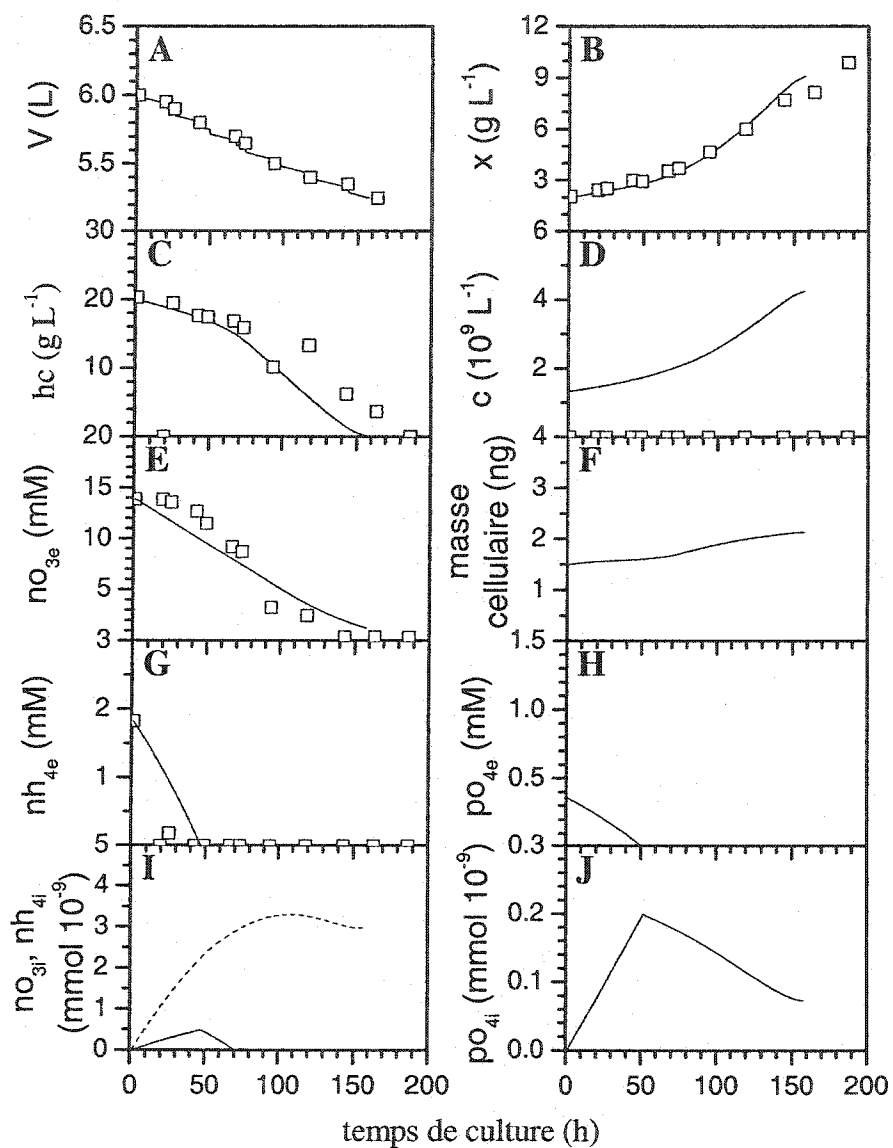 6.5
A
6.0
V (L)
5.5
30
12
B
9
x (g L⁻¹)
6
3
6
C
20
hc (g L⁻¹)
10
20
D
4
c (10⁹ L⁻¹)
2
4
E
15
no₃ₑ (mM)
10
5
3
F
3
masse
cellulaire (ng)
2
1
1.5
G
2
nh₄ₑ (mM)
1
5
H
1.0
po₄ₑ (mM)
0.5
0.3
I
4
no₃ᵢ, nh₄ᵢ
(mmol 10⁻⁹)
3
1
0
0 50 100 150 200
J
0.2
po₄ᵢ (mmol 10⁻⁹)
0.1
0.0
0 50 100 150 200
temps de culture (h)